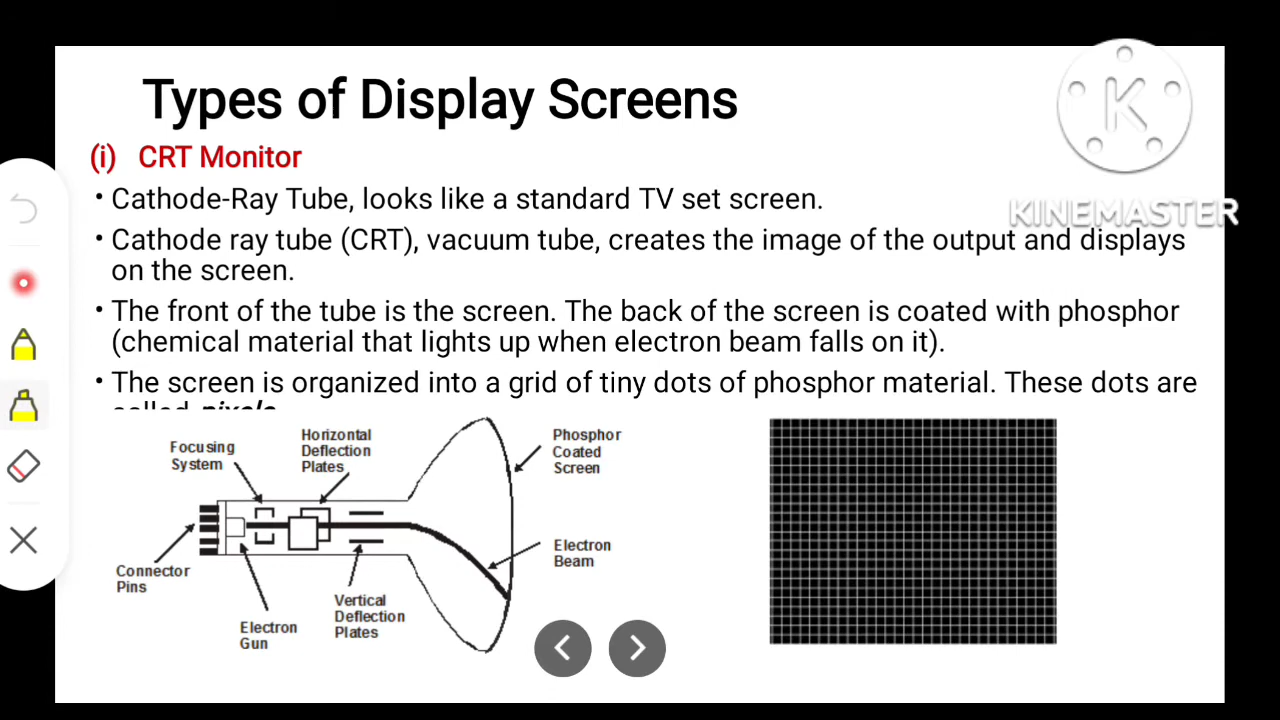 Types of Display Screens
K
KINEMASTER
(i) CRT Monitor
• Cathode-Ray Tube, looks like a standard TV set screen.
• Cathode ray tube (CRT), vacuum tube, creates the image of the output and displays
on the screen.
• The front of the tube is the screen. The back of the screen is coated with phosphor
(chemical material that lights up when electron beam falls on it).
• The screen is organized into a grid of tiny dots of phosphor material. These dots are
called pixels
Focusing
System
Horizontal
Deflection
Plates
Phosphor
Coated
Screen
Electron
Beam
Connector
Pins
Electron
Gun
Vertical
Deflection
Plates